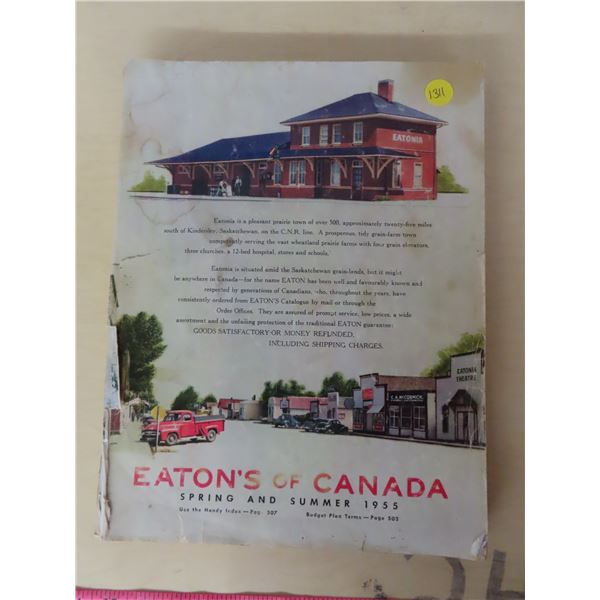 1311
EATONIA
Eatonia is a pleasant prairie town of over 500, approximately twenty-five miles
south of Kindersley, Saskatchewan, on the C.N.R. line. A prosperous, tidy grain-farm town
competently serving the vast wheatland prairie farms with four grain elevators,
three churches, a 12-bed hospital, stores and schools.
Eatonia is situated amid the Saskatchewan grain-lands, but it might
be anywhere in Canada—for the name EATON has been well and favourably known and
respected by generations of Canadians, who, throughout the years, have
consistently ordered from EATON'S Catalogue by mail or through the
Order Offices. They are assured of prompt service, low prices, a wide
assortment and the unfailing protection of the traditional EATON guarantee:
GOODS SATISFACTORY OR MONEY REFUNDED,
INCLUDING SHIPPING CHARGES.
EATONIA
THEATRE
C. A. McCORMICK
EATON'S OF CANADA
SPRING AND SUMMER 1955
Use the Handy Index—Page 507 Budget Plan Terms—Page 505